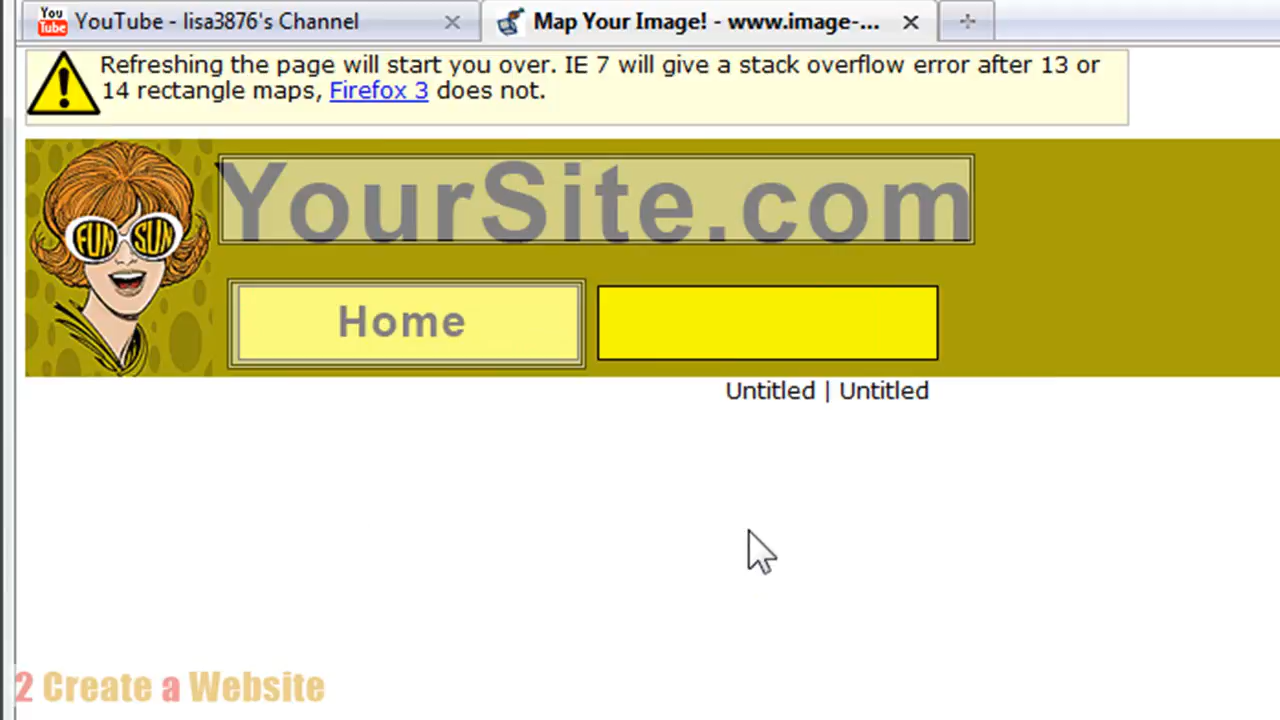 You Tube YouTube - lisa3876's Channel Map Your Image! - www.image-...
Refreshing the page will start you over. IE 7 will give a stack overflow error after 13 or
14 rectangle maps, Firefox 3 does not.
YourSite.com
FUN SUN
Home
Untitled | Untitled
2 Create a Website